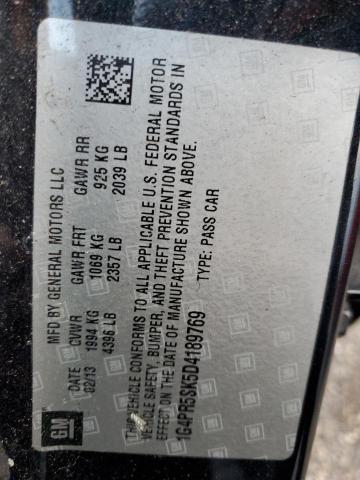 MFD BY GENERAL MOTORS LLC
DATE GVWR GAWR FRT GAWR RR
02/13 1994 KG 1069 KG 925 KG
4396 LB 2357 LB 2039 LB
THIS VEHICLE CONFORMS TO ALL APPLICABLE U.S. FEDERAL MOTOR
VEHICLE SAFETY, BUMPER, AND THEFT PREVENTION STANDARDS IN
EFFECT ON THE DATE OF MANUFACTURE SHOWN ABOVE.
1G4PR5SK5D4189769 TYPE: PASS CAR
GM